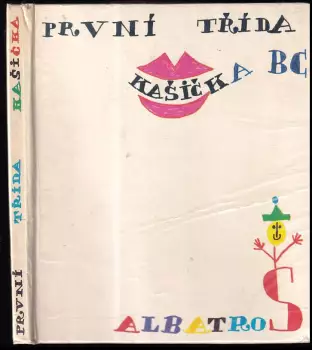 PRVNÍ TŘÍDA KAŠIČKA
PRVNÍ TŘÍDA
KAŠIČKA BC
ALBATROS